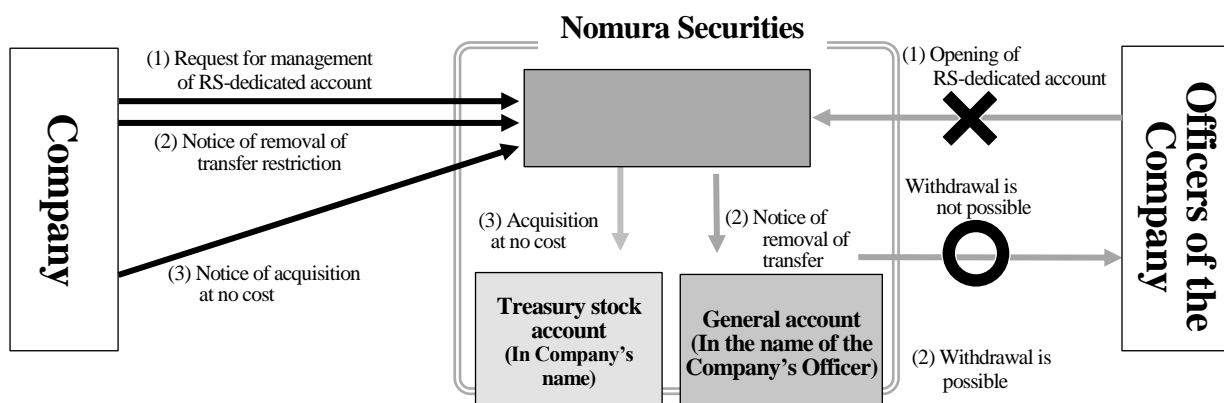 Nomura Securities
(1) Request for management
of RS-dedicated account
(1) Opening of
RS-dedicated account
Company
Officers of the
Company
(2) Notice of removal of
transfer restriction
Withdrawal is
not possible
(3) Acquisition
at no cost
(2) Notice of
removal of
transfer
(3) Notice of acquisition
at no cost
Treasury stock
account
(In Company's
name)
General account
(In the name of the
Company's Officer)
(2) Withdrawal is
possible